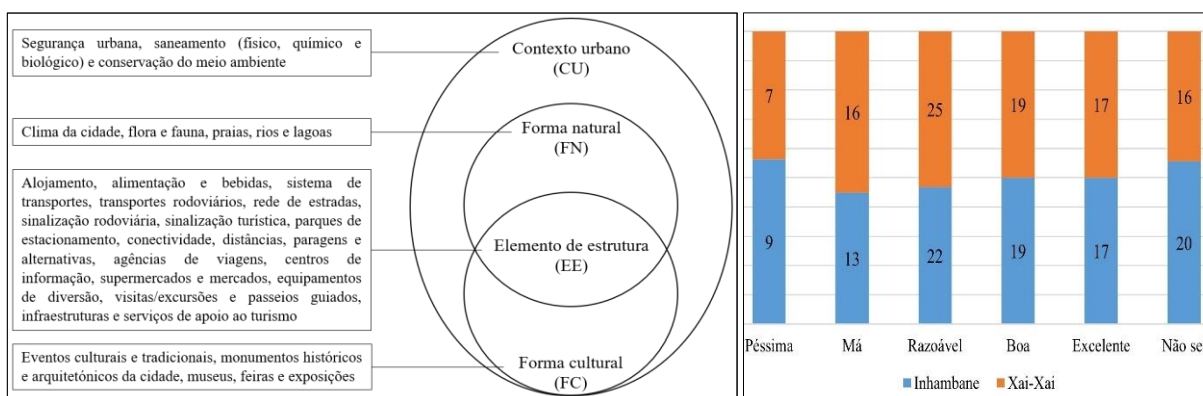 Segurança urbana, saneamento (físico, químico e
biológico) e conservação do meio ambiente
Clima da cidade, flora e fauna, praias, rios e lagoas
Alojamento, alimentação e bebidas, sistema de
transportes, transportes rodoviários, rede de estradas,
sinalização rodoviária, sinalização turística, parques de
estacionamento, conectividade, distâncias, paragens e
alternativas, agências de viagens, centros de
informação, supermercados e mercados, equipamentos
de diversão, visitas/excursões e passeios guiados,
infraestruturas e serviços de apoio ao turismo
Eventos culturais e tradicionais, monumentos históricos
e arquitetónicos da cidade, museus, feiras e exposições
Contexto urbano
(CU)
Forma natural
(FN)
Elemento de estrutura
(EE)
Forma cultural
(FC)
7 16 25 19 17 16
9 13 22 19 17 20
Péssima Má Razoável Boa Excelente Não se
Inhambane Xai-Xai